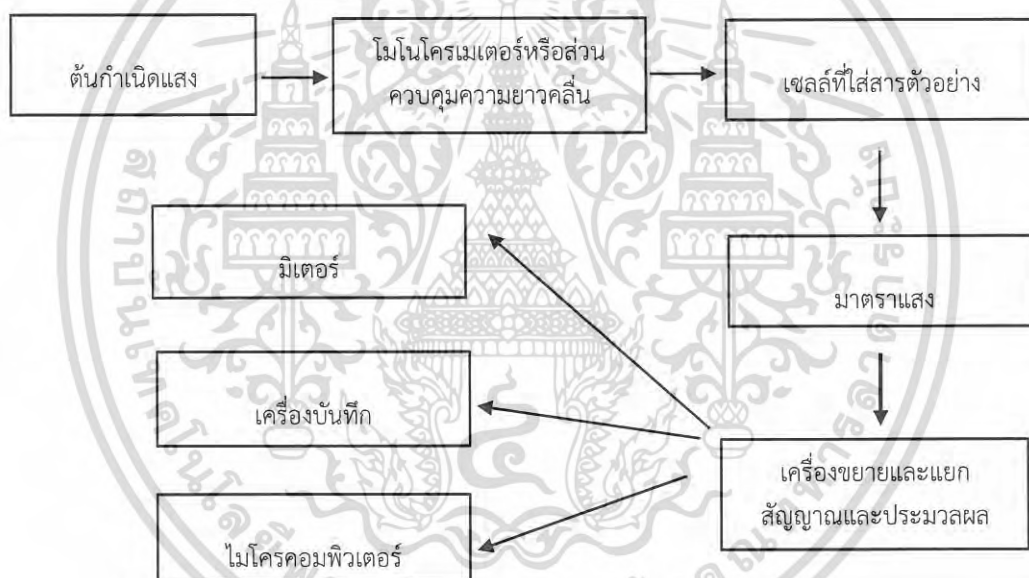 ต้นกำเนิดแสง
โมโนโครเมเตอร์หรือส่วน
ควบคุมความยาวคลื่น
เซลล์ที่ใส่สารตัวอย่าง
มิเตอร์
มาตราแสง
เครื่องบันทึก
เครื่องขยายและแยก
สัญญาณและประมวลผล
ไมโครคอมพิวเตอร์